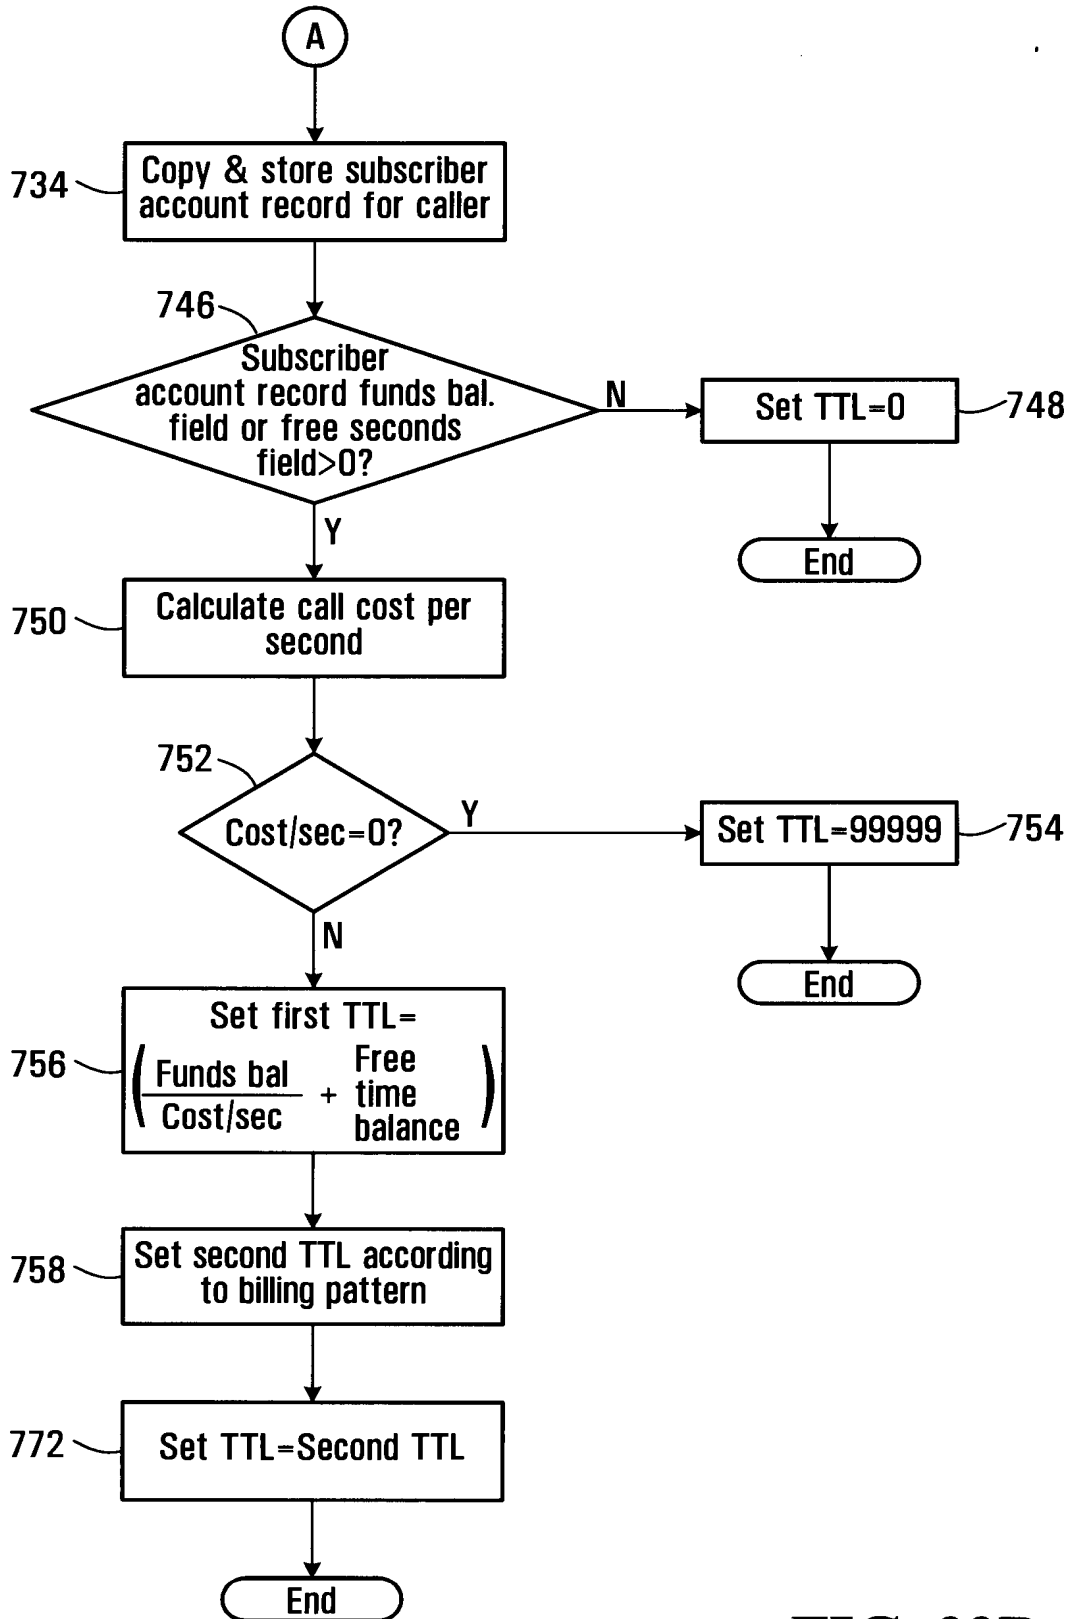 A
734
Copy & store subscriber
account record for caller
746
Subscriber
account record funds bal.
field or free seconds
field>0?
N
Set TTL=0
748
End
Y
750
Calculate call cost per
second
752
Cost/sec=0?
Y
Set TTL=99999
754
End
N
756
Set first TTL=
( Funds bal
Cost/sec
+
Free
time
balance )
758
Set second TTL according
to billing pattern
772
Set TTL=Second TTL
End